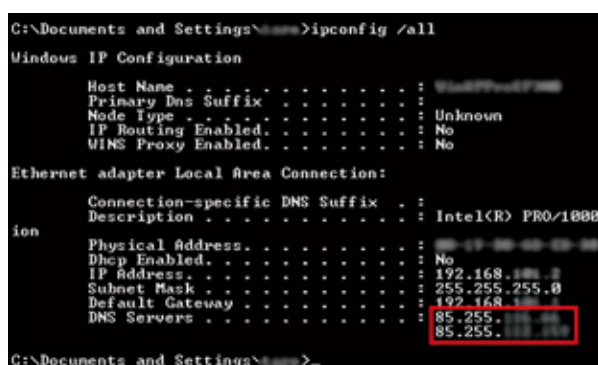 C:\Documents and Settings\ >ipconfig /all
Windows IP Configuration
Host Name . . . . . . . . . . . . :
Primary Dns Suffix . . . . . . . :
Node Type . . . . . . . . . . . . : Unknown
IP Routing Enabled. . . . . . . . : No
WINS Proxy Enabled. . . . . . . . : No
Ethernet adapter Local Area Connection:
Connection-specific DNS Suffix . :
Description . . . . . . . . . . . : Intel(R) PRO/1000
ion
Physical Address. . . . . . . . . :
Dhcp Enabled. . . . . . . . . . . : No
IP Address. . . . . . . . . . . . : 192.168.
Subnet Mask . . . . . . . . . . . : 255.255.255.0
Default Gateway . . . . . . . . . : 192.168.
DNS Servers . . . . . . . . . . . : 85.255.
85.255.
C:\Documents and Settings\ >_